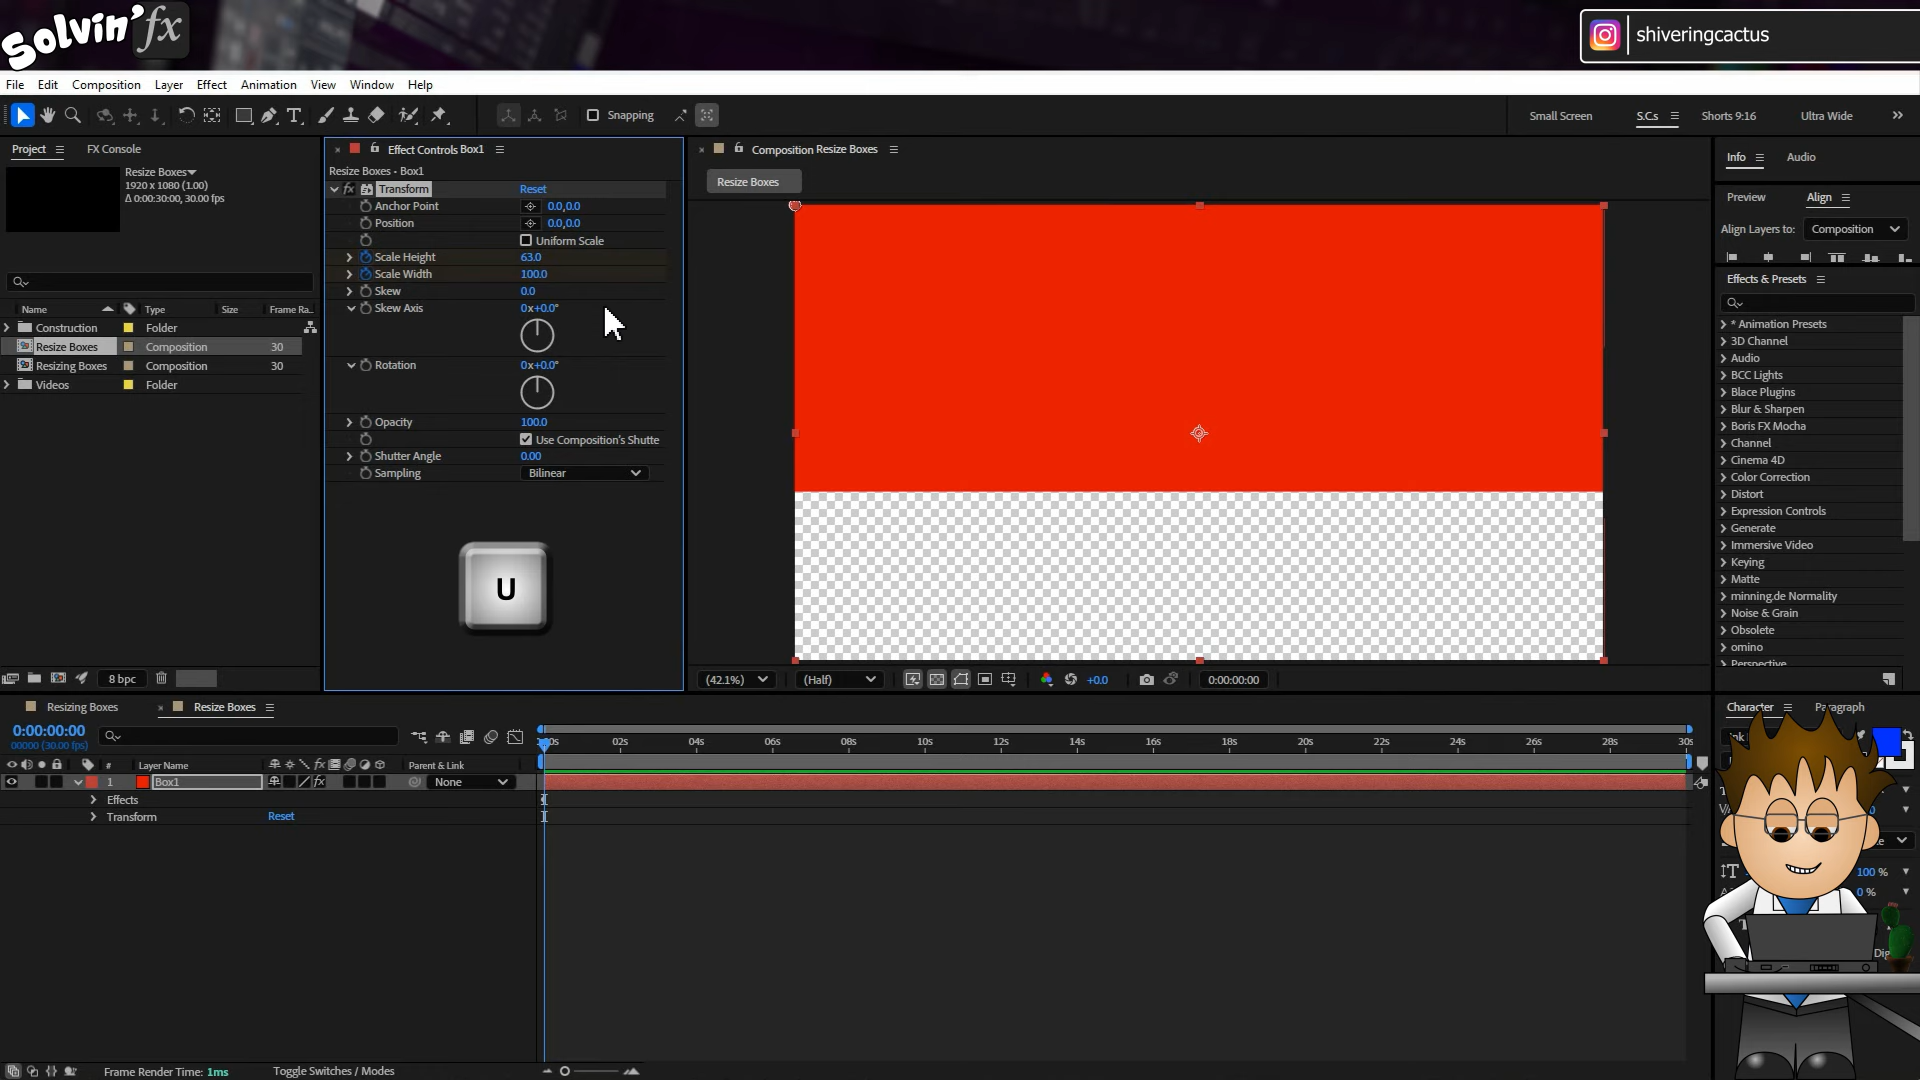 Solvin' fx
shiveringcactus
File Edit Composition Layer Effect Animation View Window Help
Snapping
Small Screen S.Cs Shorts 9:16 Ultra Wide
Project FX Console
Effect Controls Box1
Composition Resize Boxes
Info Audio
Resize Boxes
1920 x 1080 (1.00)
Δ 0:00:30:00, 30.00 fps
Resize Boxes • Box1
Transform Reset
Anchor Point 0.0,0.0
Position 0.0,0.0
Uniform Scale
Scale Height 63.0
Scale Width 100.0
Skew 0.0
Skew Axis 0x+0.0°
Rotation 0x+0.0°
Opacity 100.0
Use Composition's Shutte
Shutter Angle 0.00
Sampling Bilinear
U
Resize Boxes
Preview Align
Align Layers to: Composition
Effects & Presets
* Animation Presets
3D Channel
Audio
BCC Lights
Blace Plugins
Blur & Sharpen
Boris FX Mocha
Channel
Cinema 4D
Color Correction
Distort
Expression Controls
Generate
Immersive Video
Keying
Matte
minning.de Normality
Noise & Grain
Obsolete
omino
Perspective
Name Type Size Frame Ra...
Construction Folder
Resize Boxes Composition 30
Resizing Boxes Composition 30
Videos Folder
8 bpc
(42.1%) (Half) +0.0 0:00:00:00
Resizing Boxes Resize Boxes
Character Paragraph
0:00:00:00
00000 (30.00 fps)
:00s 02s 04s 06s 08s 10s 12s 14s 16s 18s 20s 22s 24s 26s 28s 30s
# Layer Name Parent & Link
1 Box1 None
Effects
Transform Reset
100 %
0 %
Frame Render Time: 1ms Toggle Switches / Modes